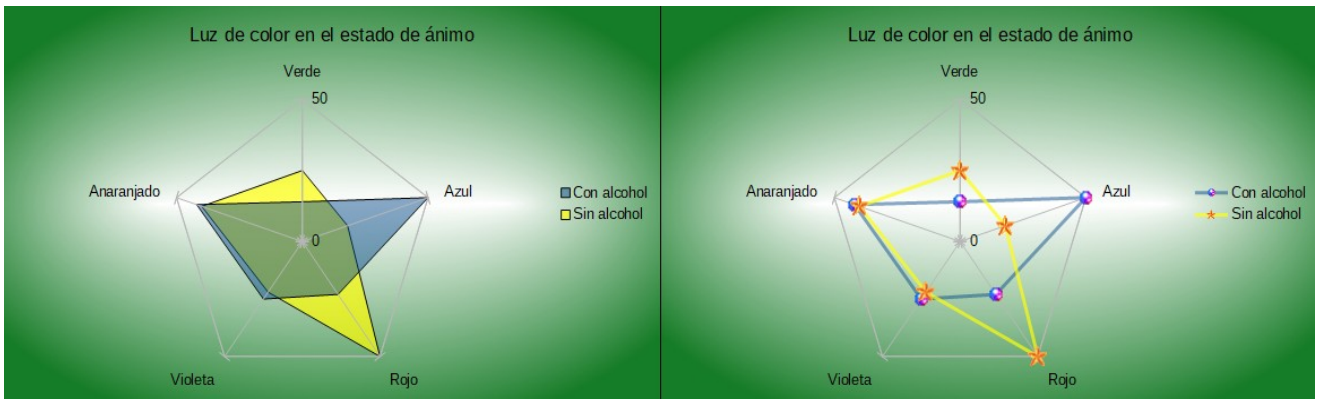 Luz de color en el estado de ánimo
Verde
50
Anaranjado
Azul
0
Violeta
Rojo
Con alcohol
Sin alcohol
Luz de color en el estado de ánimo
Verde
50
Anaranjado
Azul
0
Violeta
Rojo
Con alcohol
Sin alcohol